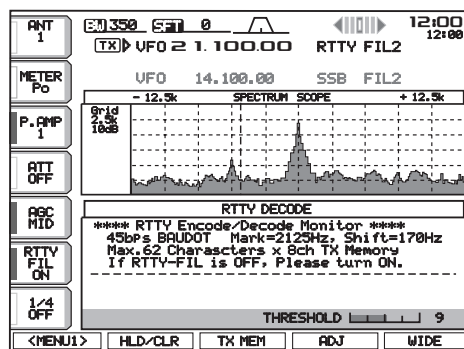 ANT
1
BW 350 SFT 0
12:00
12:00
TX VFO 2 1. 100.00 RTTY FIL2
METER
Po
VFO 14.100.00 SSB FIL2
- 12.5k SPECTRUM SCOPE + 12.5k
Grid
2.5k
10dB
P.AMP
1
ATT
OFF
AGC
MID
RTTY DECODE
**** RTTY Encode/Decode Monitor ****
45bps BAUDOT Mark=2125Hz, Shift=170Hz
Max.62 Charascters x 8ch TX Memory
If RTTY-FIL is OFF, Please turn ON.
RTTY
FIL
ON
1/4
OFF
THRESHOLD 9
<MENU1> HLD/CLR TX MEM ADJ WIDE